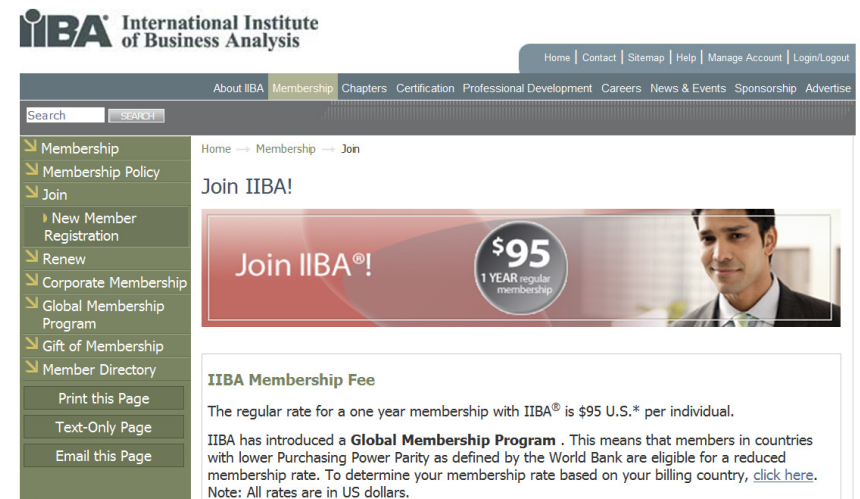 IIBA International Institute
of Business Analysis
Home | Contact | Sitemap | Help | Manage Account | Login/Logout
About IIBA Membership Chapters Certification Professional Development Careers News & Events Sponsorship Advertise
Search SEARCH
Membership
Membership Policy
Join
New Member
Registration
Renew
Corporate Membership
Global Membership
Program
Gift of Membership
Member Directory
Print this Page
Text-Only Page
Email this Page
Home → Membership → Join
Join IIBA!
Join IIBA®!
$95
1 YEAR regular
membership
IIBA Membership Fee
The regular rate for a one year membership with IIBA® is $95 U.S.* per individual.
IIBA has introduced a Global Membership Program . This means that members in countries
with lower Purchasing Power Parity as defined by the World Bank are eligible for a reduced
membership rate. To determine your membership rate based on your billing country, click here.
Note: All rates are in US dollars.